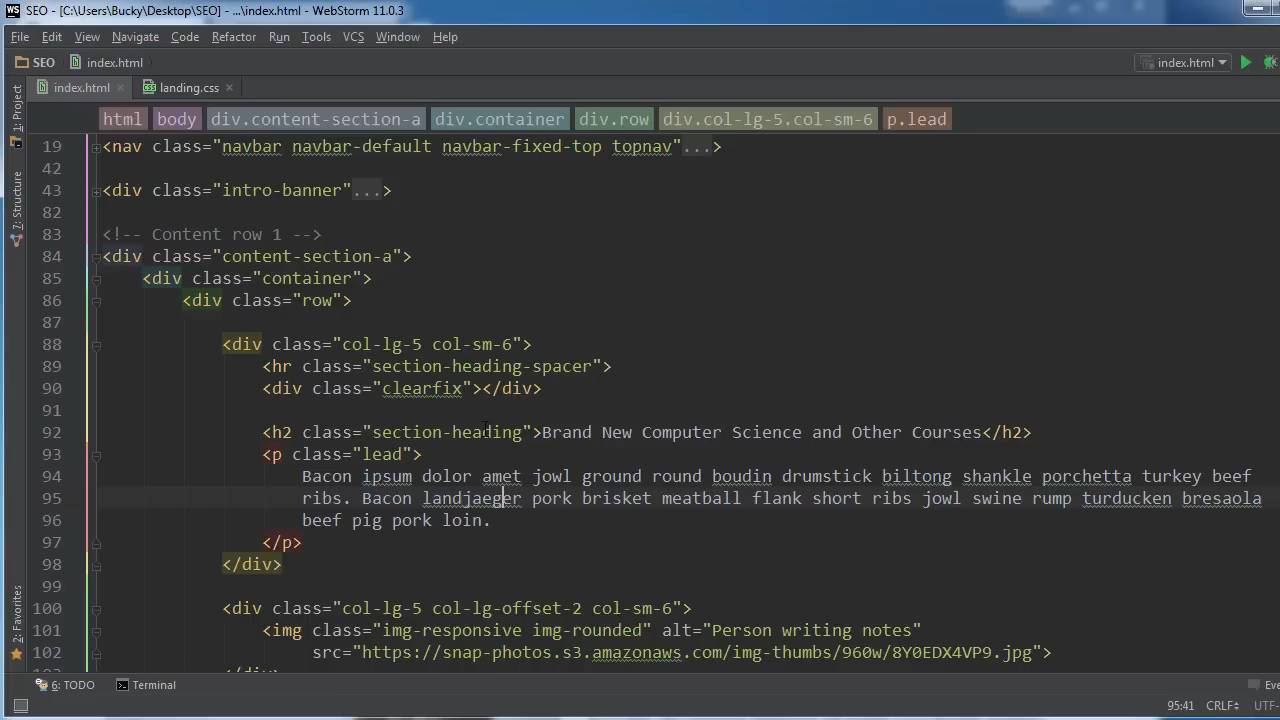 SEO - [C:\Users\Bucky\Desktop\SEO] - ...\index.html - WebStorm 11.0.3
File Edit View Navigate Code Refactor Run Tools VCS Window Help
SEO index.html index.html
index.html landing.css
html body div.content-section-a div.container div.row div.col-lg-5.col-sm-6 p.lead
1: Project
7: Structure
2: Favorites
19 <nav class="navbar navbar-default navbar-fixed-top topnav"...>
42
43 <div class="intro-banner"...>
82
83 <!-- Content row 1 -->
84 <div class="content-section-a">
85 <div class="container">
86 <div class="row">
87
88 <div class="col-lg-5 col-sm-6">
89 <hr class="section-heading-spacer">
90 <div class="clearfix"></div>
91
92 <h2 class="section-heading">Brand New Computer Science and Other Courses</h2>
93 <p class="lead">
94 Bacon ipsum dolor amet jowl ground round boudin drumstick biltong shankle porchetta turkey beef
95 ribs. Bacon landjaeger pork brisket meatball flank short ribs jowl swine rump turducken bresaola
96 beef pig pork loin.
97 </p>
98 </div>
99
100 <div class="col-lg-5 col-lg-offset-2 col-sm-6">
101 <img class="img-responsive img-rounded" alt="Person writing notes"
102 src="https://snap-photos.s3.amazonaws.com/img-thumbs/960w/8Y0EDX4VP9.jpg">
6: TODO Terminal
95:41 CRLF UTF-